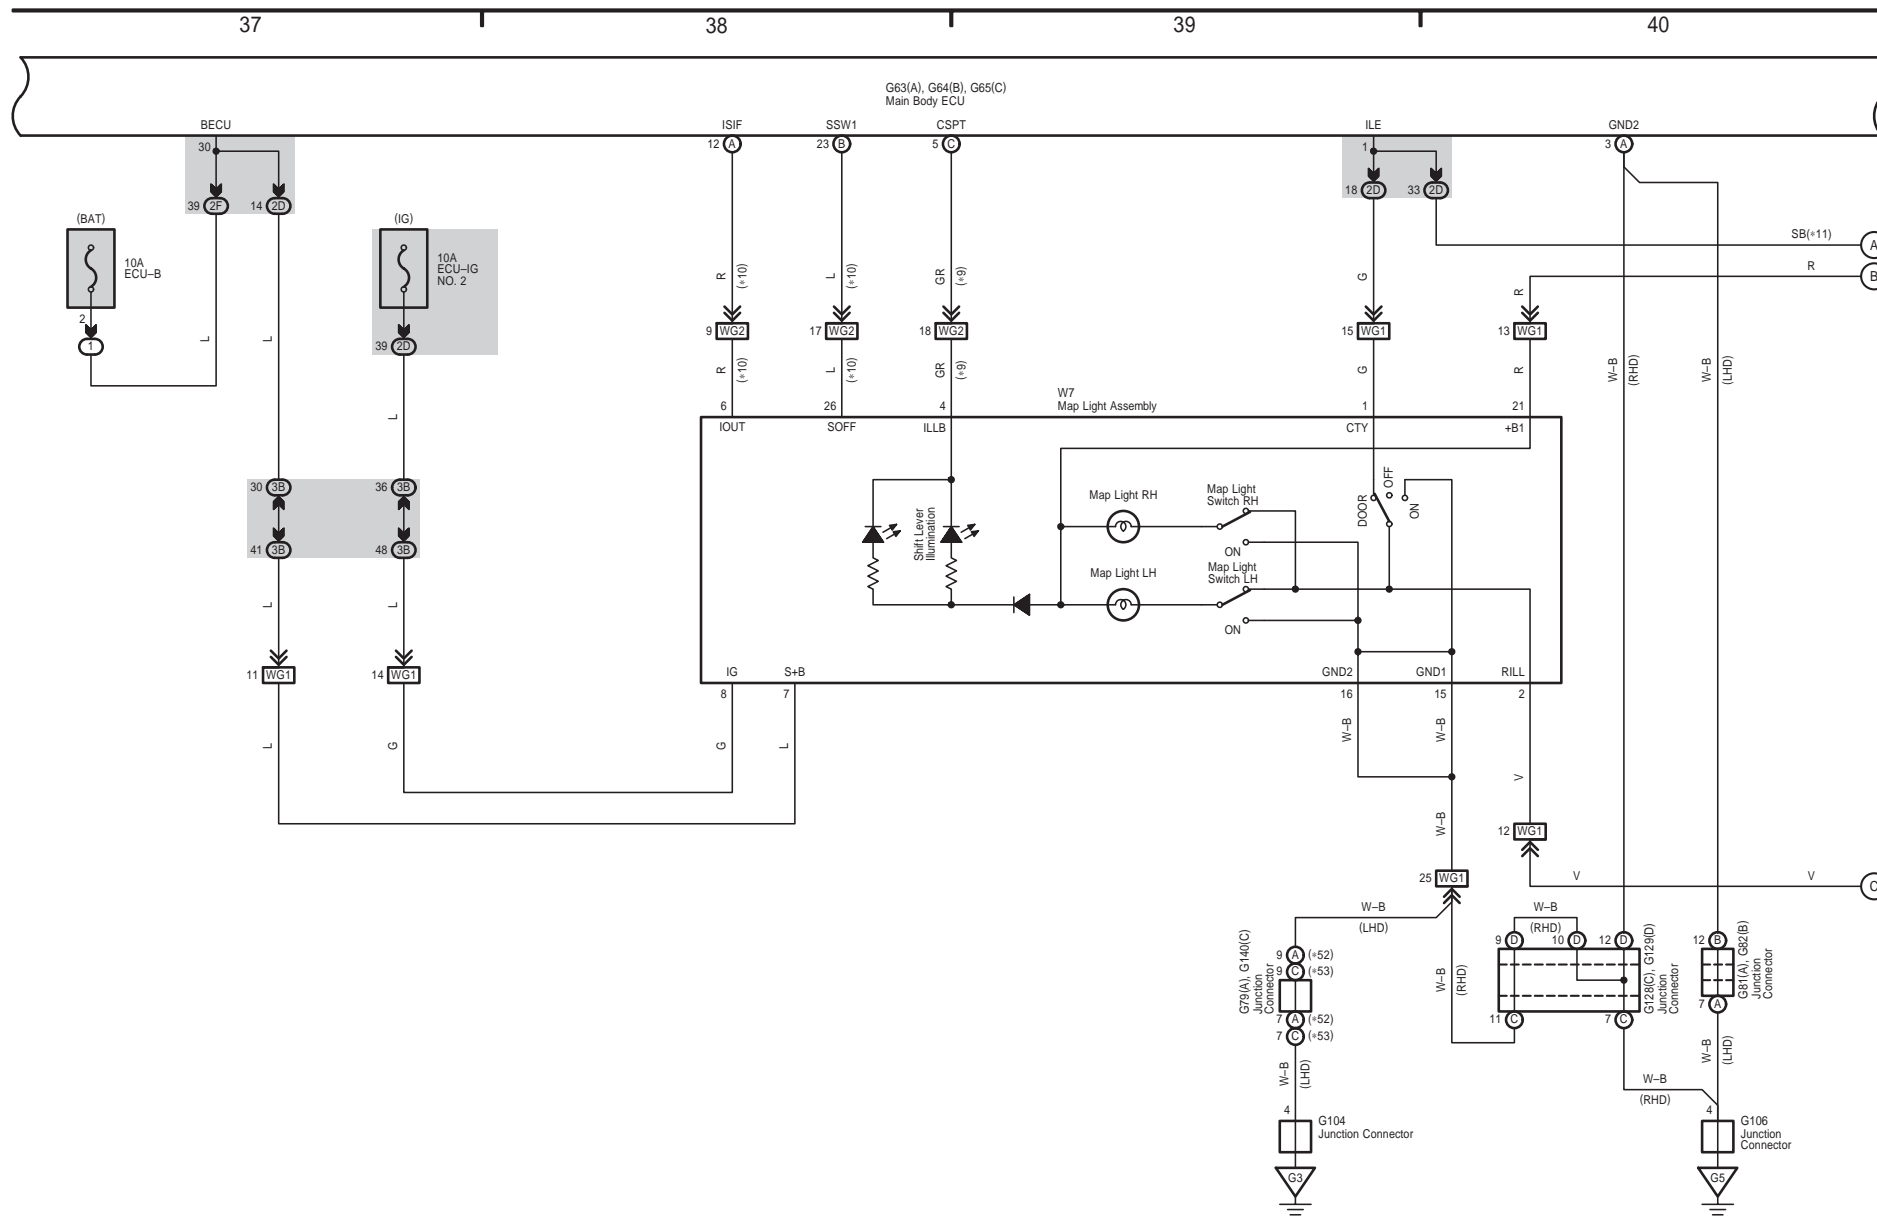 37
38
39
40
G63(A), G64(B), G65(C)
Main Body ECU
BECU
ISIF
SSW1
CSPT
ILE
GND2
30
12 A
23 B
5 C
1
3 A
39 2F
14 2D
18 2D
33 2D
(BAT)
(IG)
10A
ECU–B
10A
ECU–IG
NO. 2
SB(∗11)
A
R
B
2
1
39 2D
L
L
R
(∗10)
L
(∗10)
GR
(∗9)
G
R
9 WG2
17 WG2
18 WG2
15 WG1
13 WG1
R
(∗10)
L
(∗10)
GR
(∗9)
G
R
W–B
(RHD)
W–B
(LHD)
L
W7
Map Light Assembly
6
26
4
1
21
IOUT
SOFF
ILLB
CTY
+B1
30 3B
36 3B
41 3B
48 3B
Shift Lever
Illumination
Map Light RH
Map Light
Switch RH
ON
DOOR
OFF
ON
Map Light LH
Map Light
Switch LH
ON
L
L
11 WG1
14 WG1
IG
S+B
GND2
GND1
RILL
8
7
16
15
2
L
G
G
L
W–B
W–B
V
W–B
12 WG1
25 WG1
V
V
C
W–B
(LHD)
W–B
(RHD)
9 A (∗52)
9 C (∗53)
7 A (∗52)
7 C (∗53)
G79(A), G140(C)
Junction
Connector
W–B
(RHD)
9 D
10 D
12 D
11 C
7 C
G128(C), G129(D)
Junction
Connector
12 B
7 A
G81(A), G82(B)
Junction
Connector
W–B
(LHD)
W–B
(LHD)
W–B
(RHD)
4
G104
Junction Connector
4
G106
Junction
Connector
G3
G5